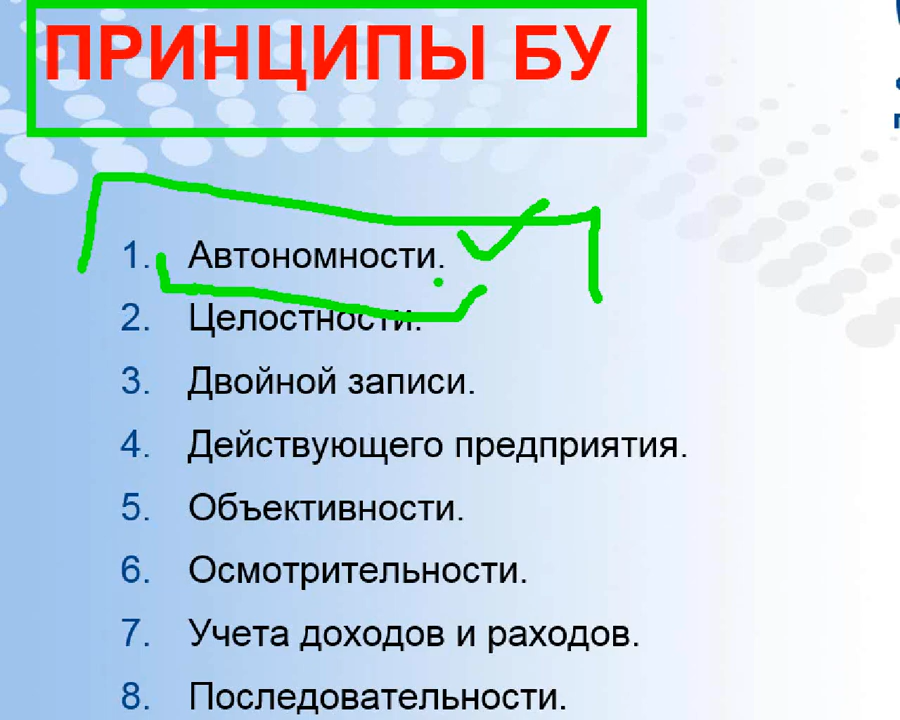 ПРИНЦИПЫ БУ
1. Автономности.
2. Целостности.
3. Двойной записи.
4. Действующего предприятия.
5. Объективности.
6. Осмотрительности.
7. Учета доходов и раходов.
8. Последовательности.